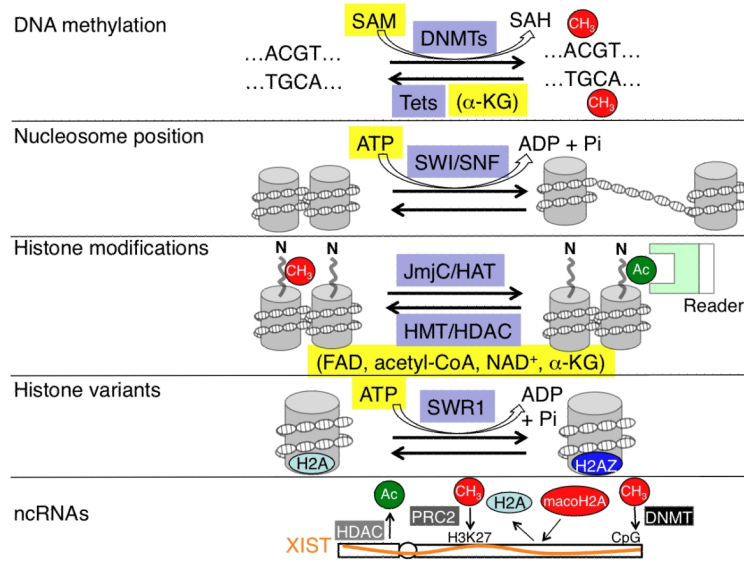 DNA methylation
SAM
DNMTs
SAH
CH₃
...ACGT...
...TGCA...
...ACGT...
...TGCA...
Tets
(α-KG)
CH₃
Nucleosome position
ATP
SWI/SNF
ADP + Pi
Histone modifications
N
N
CH₃
JmjC/HAT
HMT/HDAC
N
N
Ac
Reader
(FAD, acetyl-CoA, NAD⁺, α-KG)
Histone variants
ATP
SWR1
ADP
+ Pi
H2A
H2AZ
ncRNAs
Ac
CH₃
H2A
macoH2A
CH₃
HDAC
PRC2
H3K27
CpG
DNMT
XIST